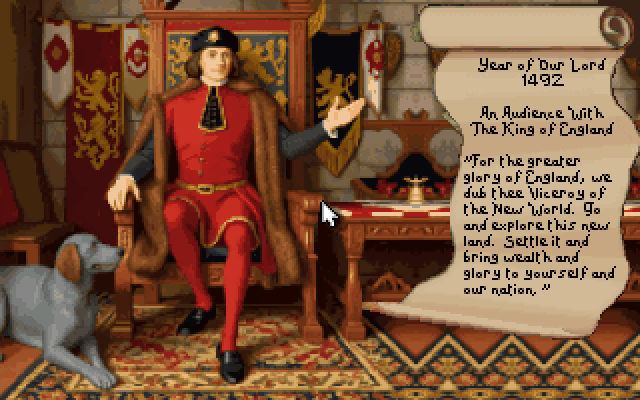 Year of Our Lord
1492
An Audience With
The King of England
"For the greater
glory of England, we
dub thee Viceroy of
the New World. Go
and explore this new
land. Settle it and
bring wealth and
glory to yourself and
our nation."